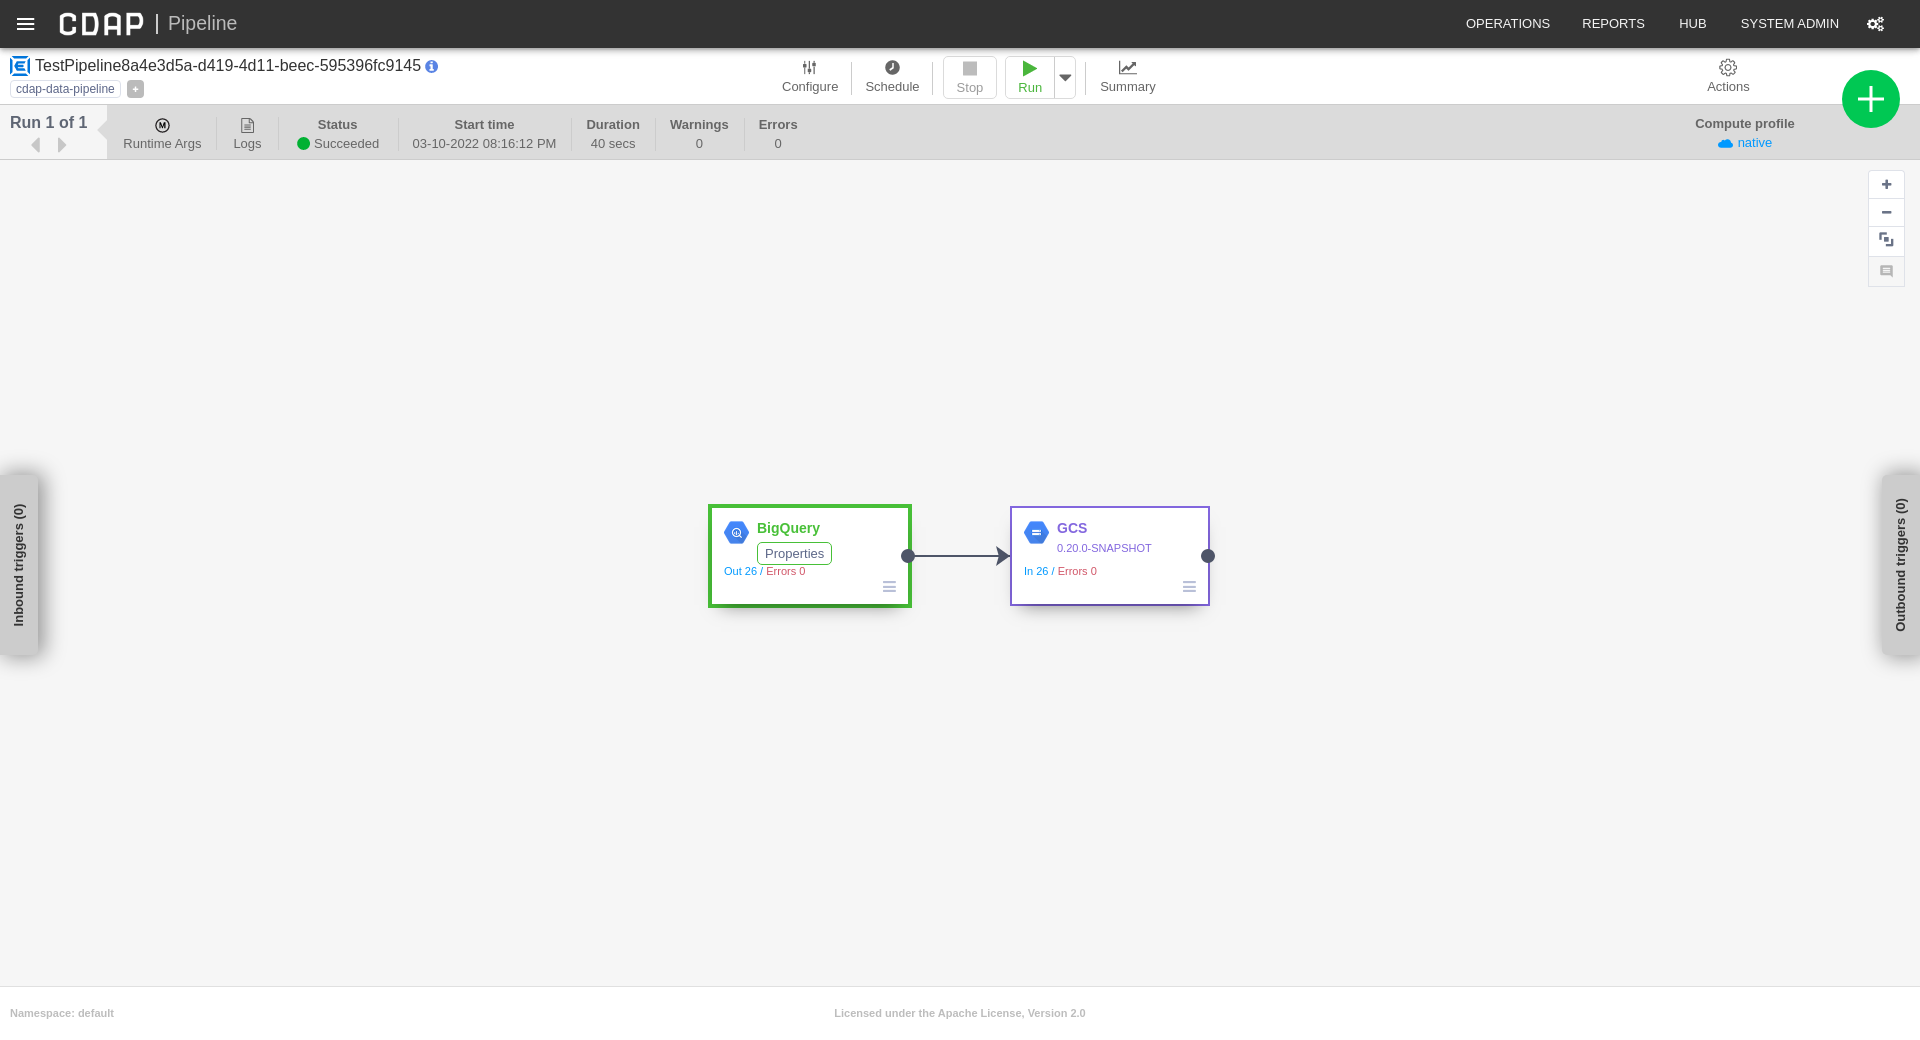 CDAP | Pipeline
OPERATIONS REPORTS HUB SYSTEM ADMIN
TestPipeline8a4e3d5a-d419-4d11-beec-595396fc9145
cdap-data-pipeline
Configure
Schedule
Stop
Run
Summary
Actions
Run 1 of 1
Runtime Args
Logs
Status
Succeeded
Start time
03-10-2022 08:16:12 PM
Duration
40 secs
Warnings
0
Errors
0
Compute profile
native
Inbound triggers (0)
BigQuery
Properties
Out 26 / Errors 0
GCS
0.20.0-SNAPSHOT
In 26 / Errors 0
Outbound triggers (0)
Namespace: default
Licensed under the Apache License, Version 2.0